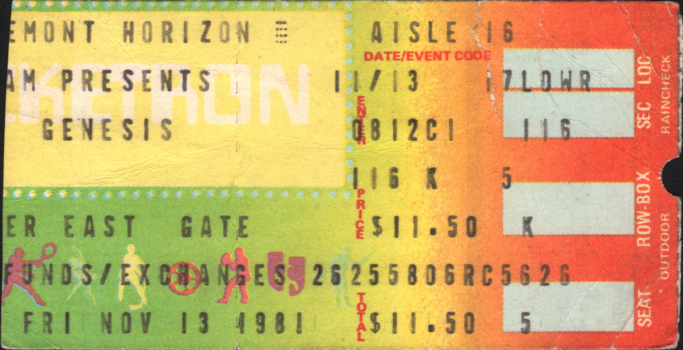 EMONT HORIZON AISLE 16
DATE/EVENT CODE
AM PRESENTS 11/13 17LOWR
KETRON
GENESIS 0812C1 116
116 K 5
PRICE
ER EAST GATE $11.50 K
FUNDS/EXCHANGES 26255806RC5626
TOTAL
FRI NOV 13 1981 $11.50 5
SEC LOC
ROW-BOX
SEAT
RAINCHECK
OUTDOOR